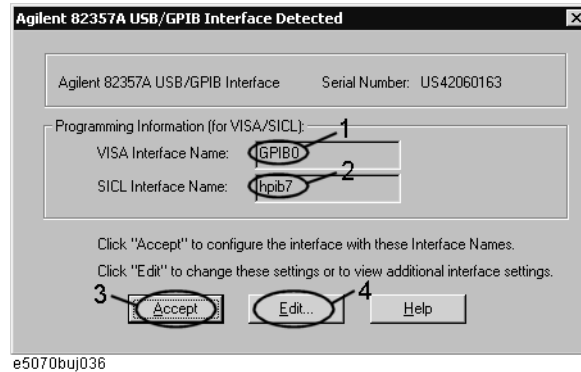 Agilent 82357A USB/GPIB Interface Detected
Agilent 82357A USB/GPIB Interface Serial Number: US42060163
Programming Information (for VISA/SICL): 1
VISA Interface Name: GPIB0
2
SICL Interface Name: hpib7
Click "Accept" to configure the interface with these Interface Names.
Click "Edit" to change these settings or to view additional interface settings.
3 4
Accept Edit... Help
e5070buj036